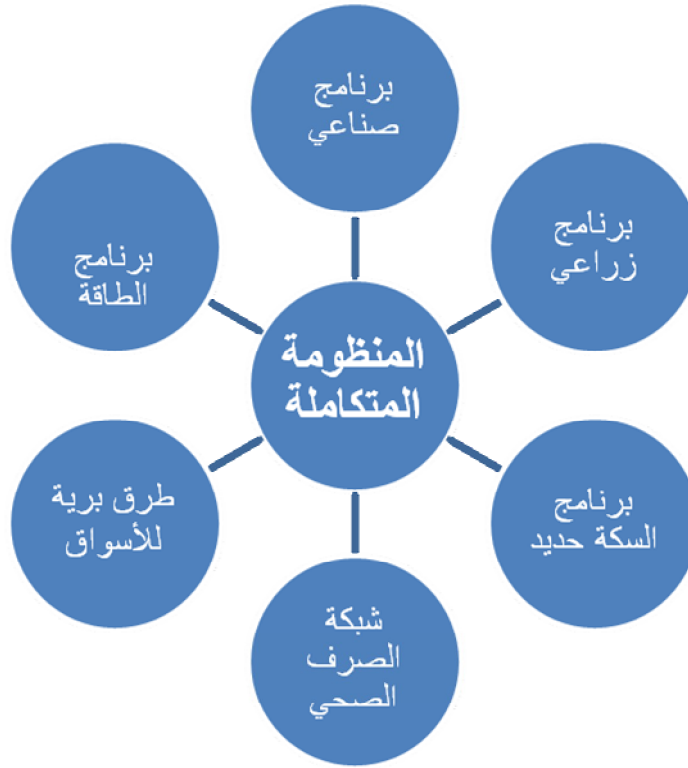 برنامج
صناعي
برنامج
زراعي
برنامج
الطاقة
المنظومة
المتكاملة
طرق برية
للأسواق
برنامج
السكة حديد
شبكة
الصرف
الصحي